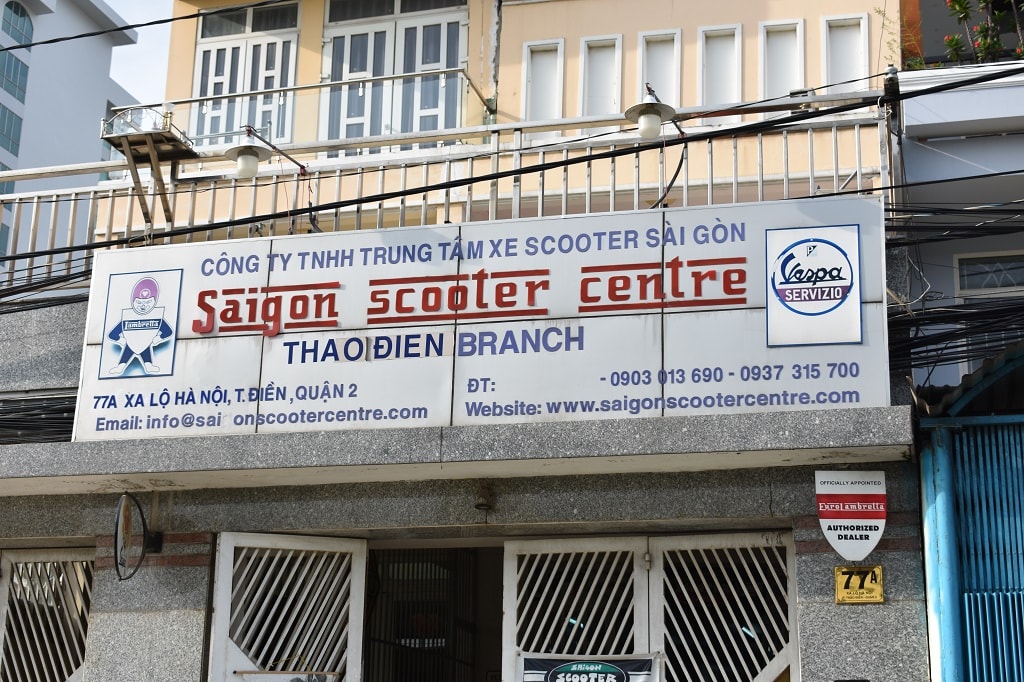 CÔNG TY TNHH TRUNG TÂM XE SCOOTER SÀI GÒN
Saigon scooter centre
THAO ĐIEN BRANCH
Lambretta
Vespa
SERVIZIO
77A XA LỘ HÀ NỘI, T.ĐIỀN, QUẬN 2
ĐT: - 0903 013 690 - 0937 315 700
Email: info@sai onscootercentre.com
Website: www.saigonscootercentre.com
OFFICIALLY APPOINTED
EuroLambretta
AUTHORIZED
DEALER
77A
SAIGON
SCOOTER